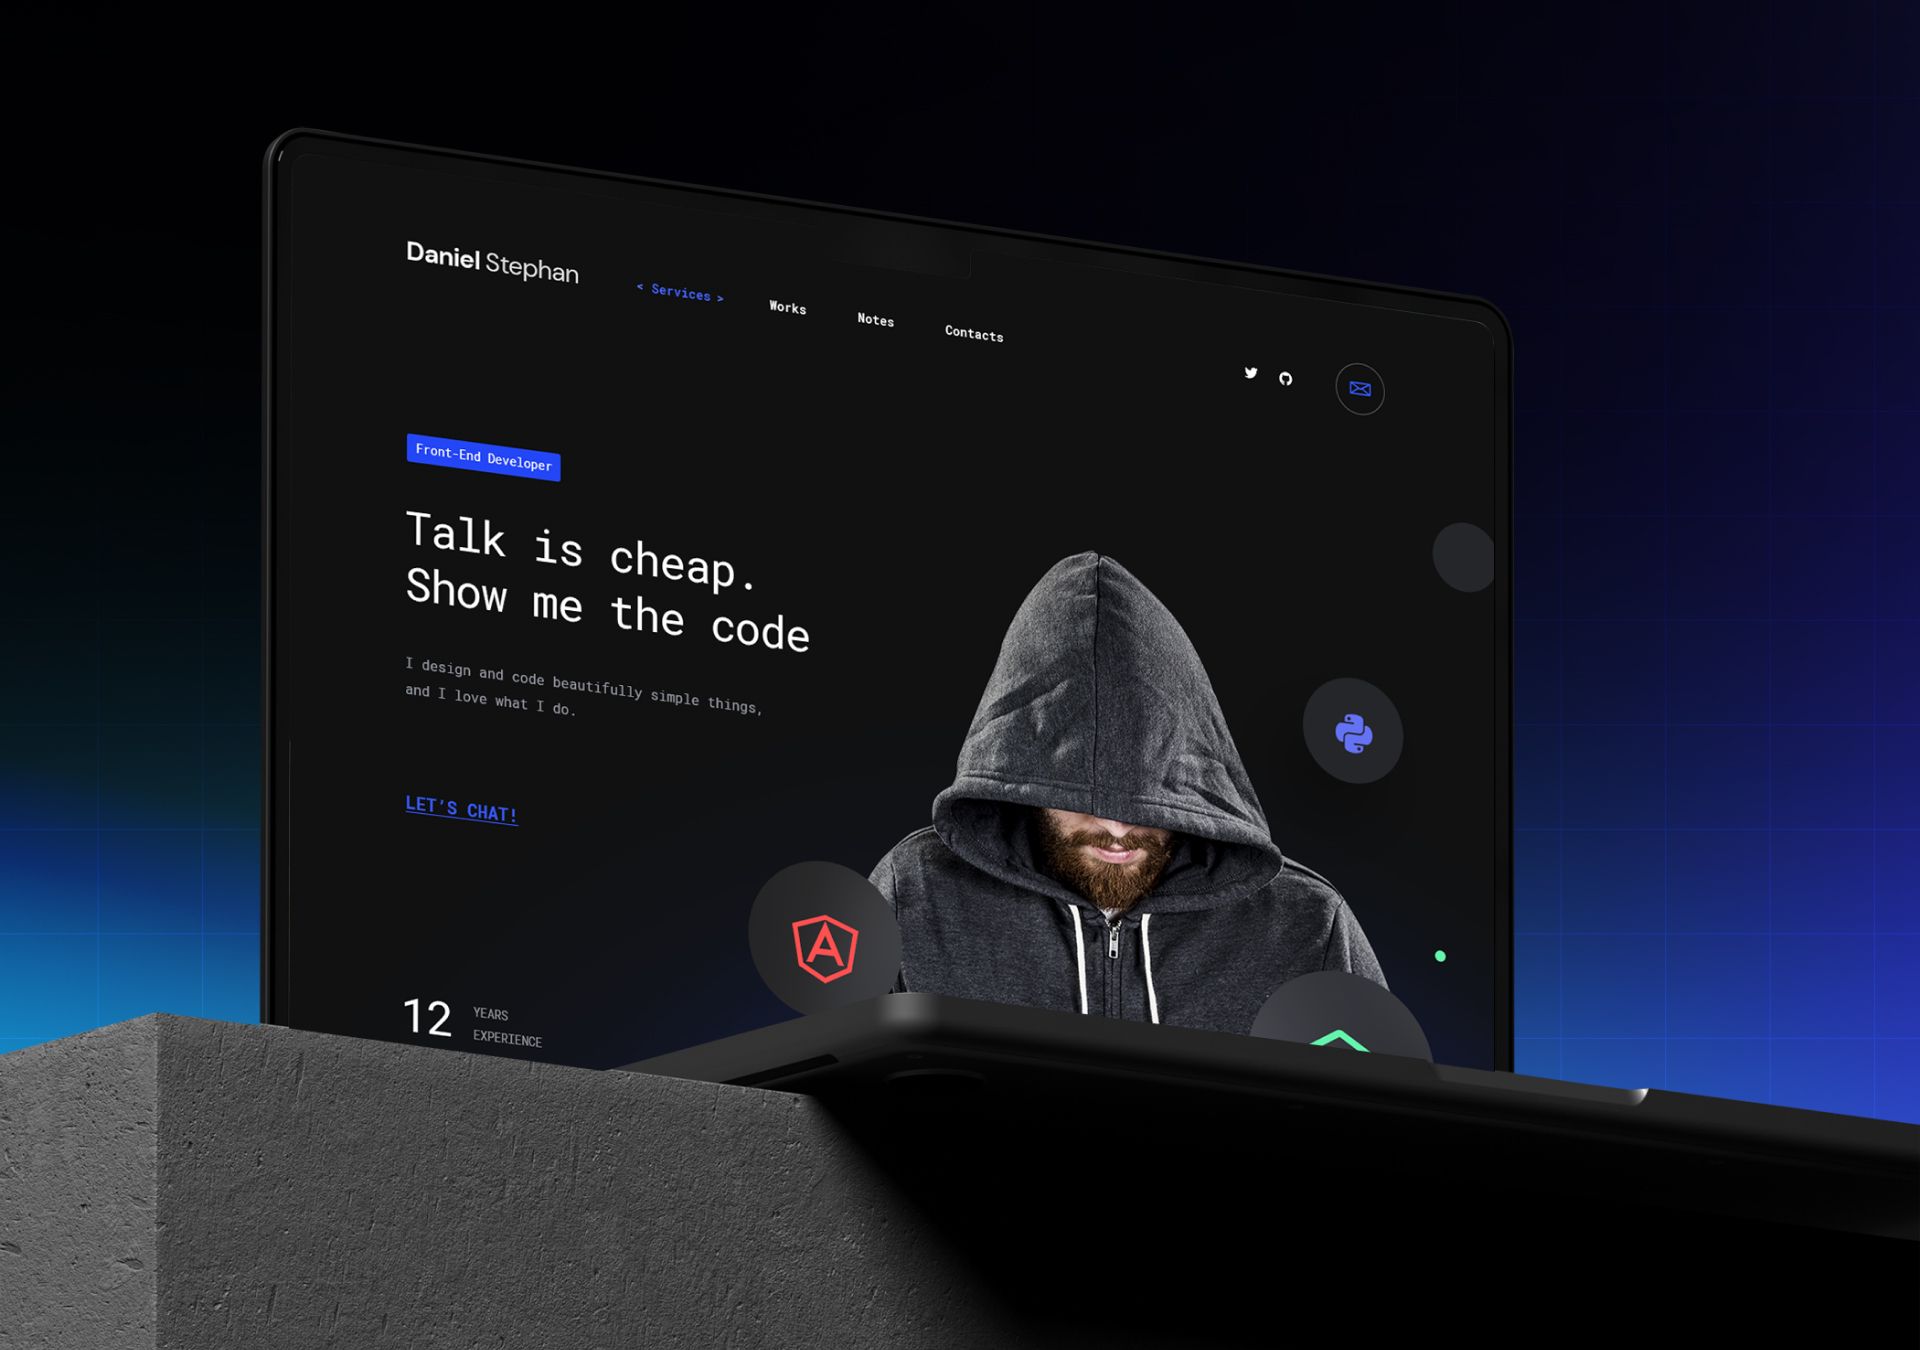 Daniel Stephan
< Services >
Works
Notes
Contacts
Front-End Developer
Talk is cheap.
Show me the code
I design and code beautifully simple things,
and I love what I do.
LET'S CHAT!
12
YEARS
EXPERIENCE